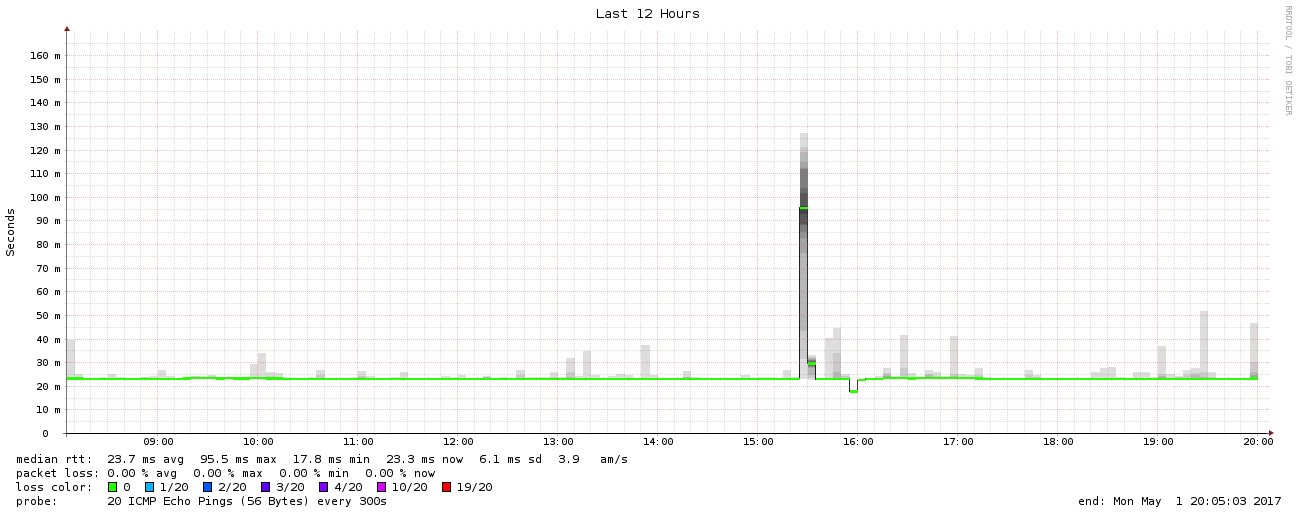 Last 12 Hours
RRDTOOL / TOBI OETIKER
Seconds
160 m
150 m
140 m
130 m
120 m
110 m
100 m
90 m
80 m
70 m
60 m
50 m
40 m
30 m
20 m
10 m
0
09:00 10:00 11:00 12:00 13:00 14:00 15:00 16:00 17:00 18:00 19:00 20:00
median rtt: 23.7 ms avg 95.5 ms max 17.8 ms min 23.3 ms now 6.1 ms sd 3.9 am/s
packet loss: 0.00 % avg 0.00 % max 0.00 % min 0.00 % now
loss color: 0 1/20 2/20 3/20 4/20 10/20 19/20
probe: 20 ICMP Echo Pings (56 Bytes) every 300s end: Mon May 1 20:05:03 2017